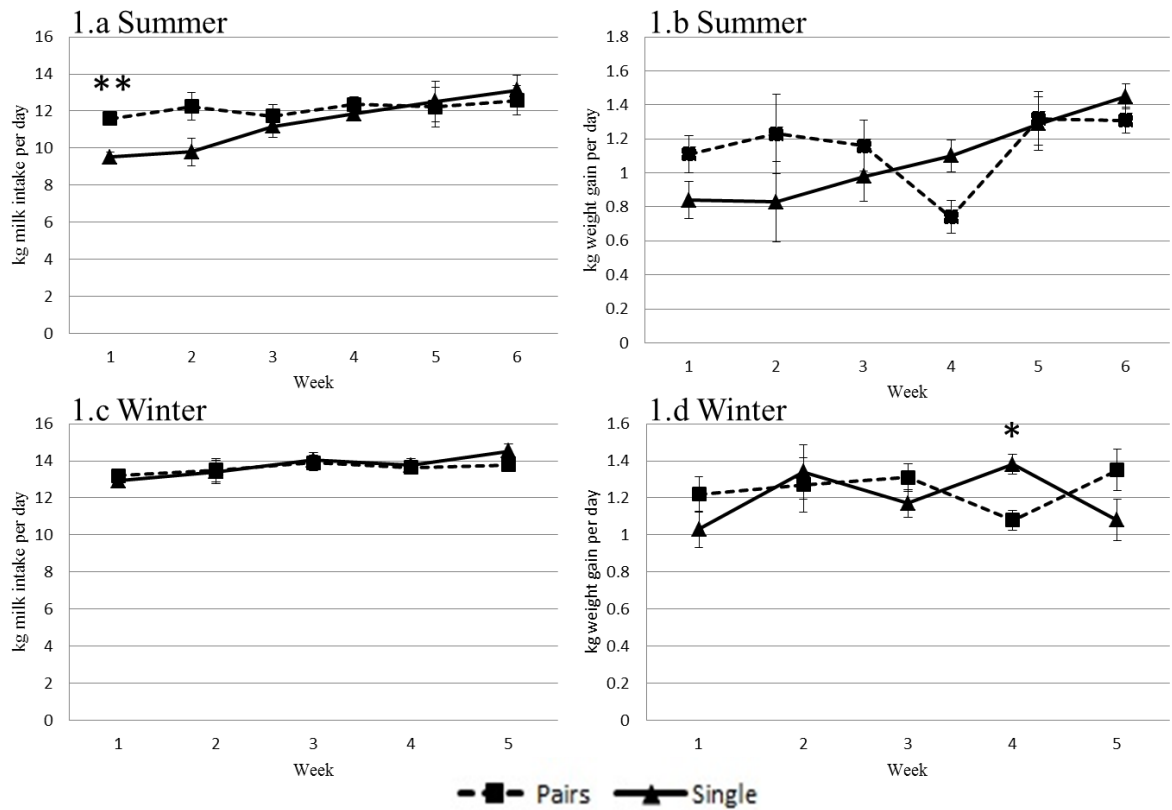 1.a Summer
16
14
12
10
8
6
4
2
0
kg milk intake per day
**
1 2 3 4 5 6
Week
1.b Summer
1.8
1.6
1.4
1.2
1
0.8
0.6
0.4
0.2
0
kg weight gain per day
1 2 3 4 5 6
Week
1.c Winter
16
14
12
10
8
6
4
2
0
kg milk intake per day
1 2 3 4 5
Week
1.d Winter
1.6
1.4
1.2
1
0.8
0.6
0.4
0.2
0
kg weight gain per day
*
1 2 3 4 5
Week
Pairs Single